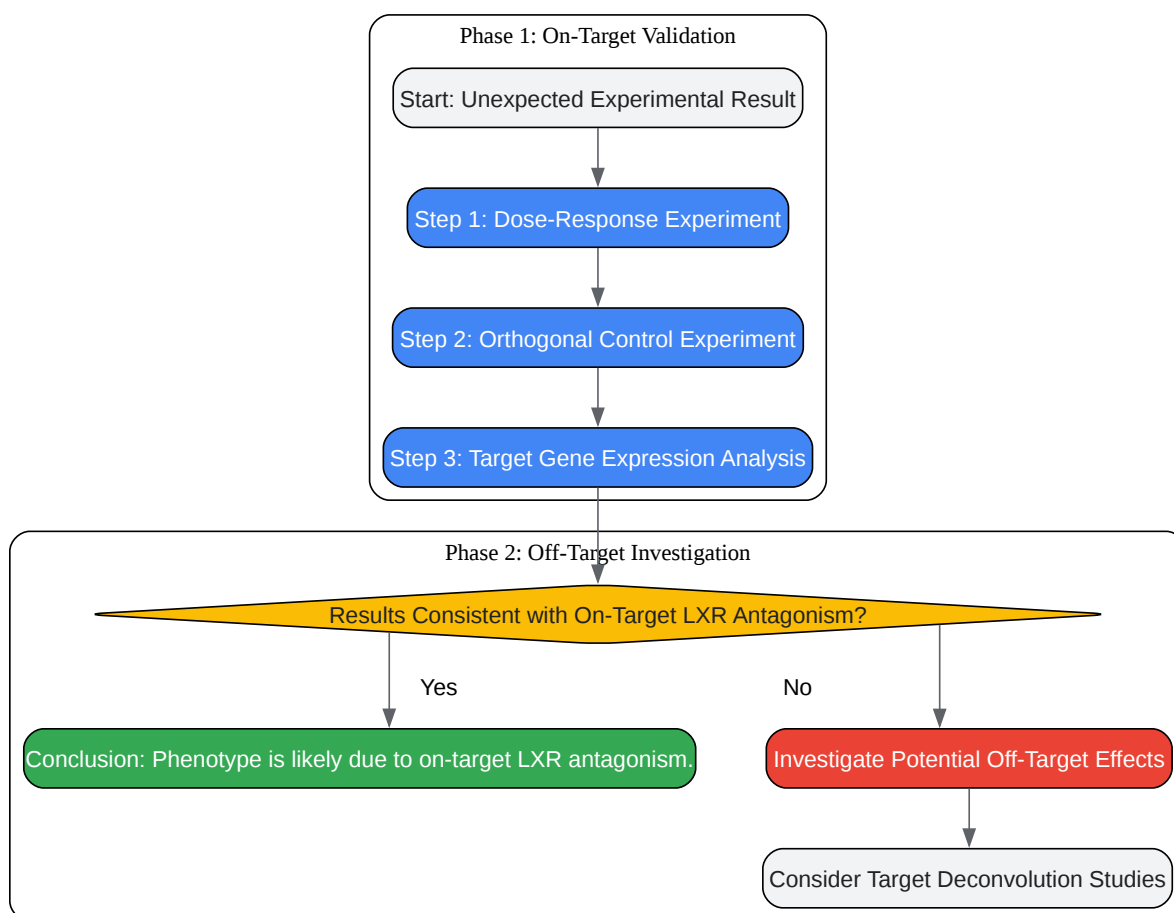 Phase 1: On-Target Validation
Start: Unexpected Experimental Result
Step 1: Dose-Response Experiment
Step 2: Orthogonal Control Experiment
Step 3: Target Gene Expression Analysis
Phase 2: Off-Target Investigation
Results Consistent with On-Target LXR Antagonism?
Yes
No
Conclusion: Phenotype is likely due to on-target LXR antagonism.
Investigate Potential Off-Target Effects
Consider Target Deconvolution Studies